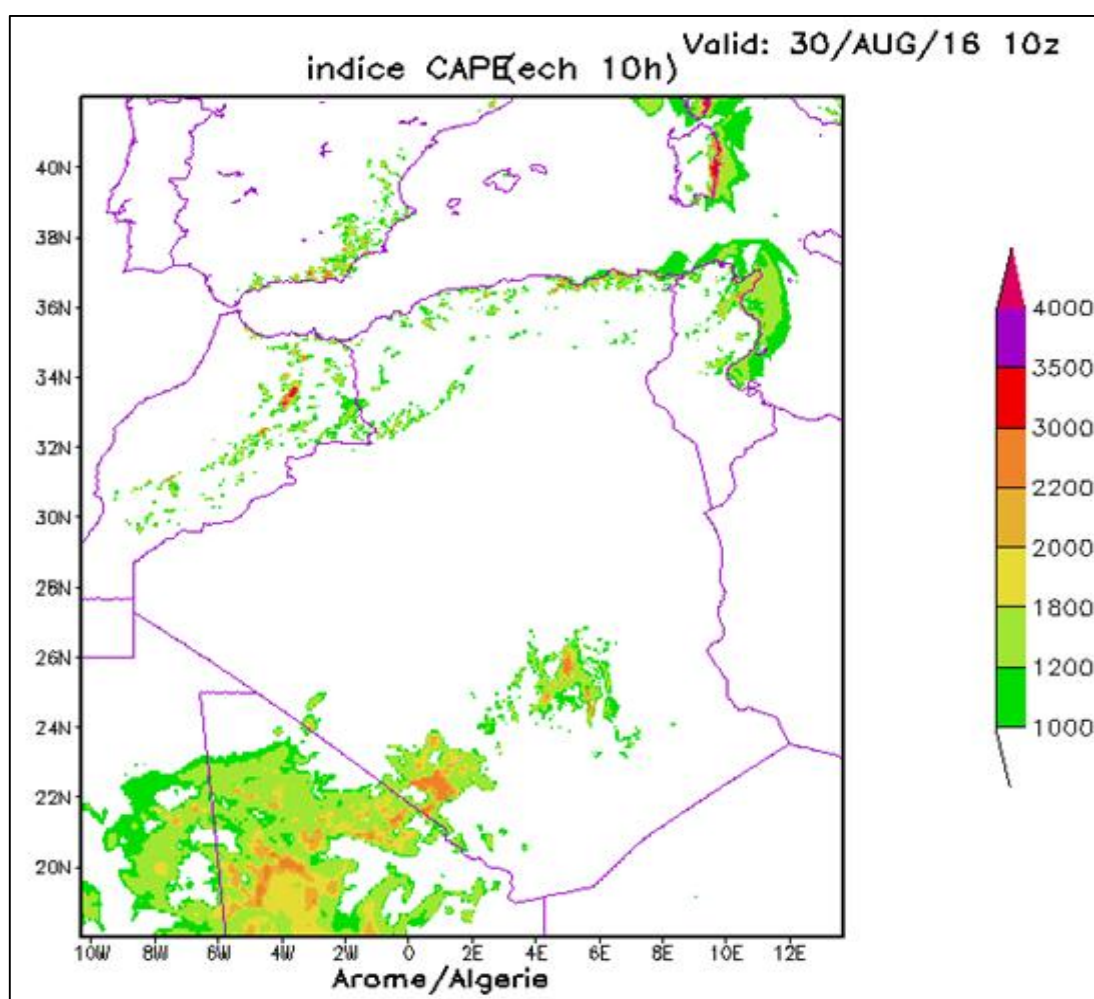 Valid: 30/AUG/16 10z
indice CAPE(ech 10h)
40N
38N
36N
34N
32N
30N
28N
26N
24N
22N
20N
10W 8W 6W 4W 2W 0 2E 4E 6E 8E 10E 12E
Arome/Algerie
4000
3500
3000
2200
2000
1800
1200
1000